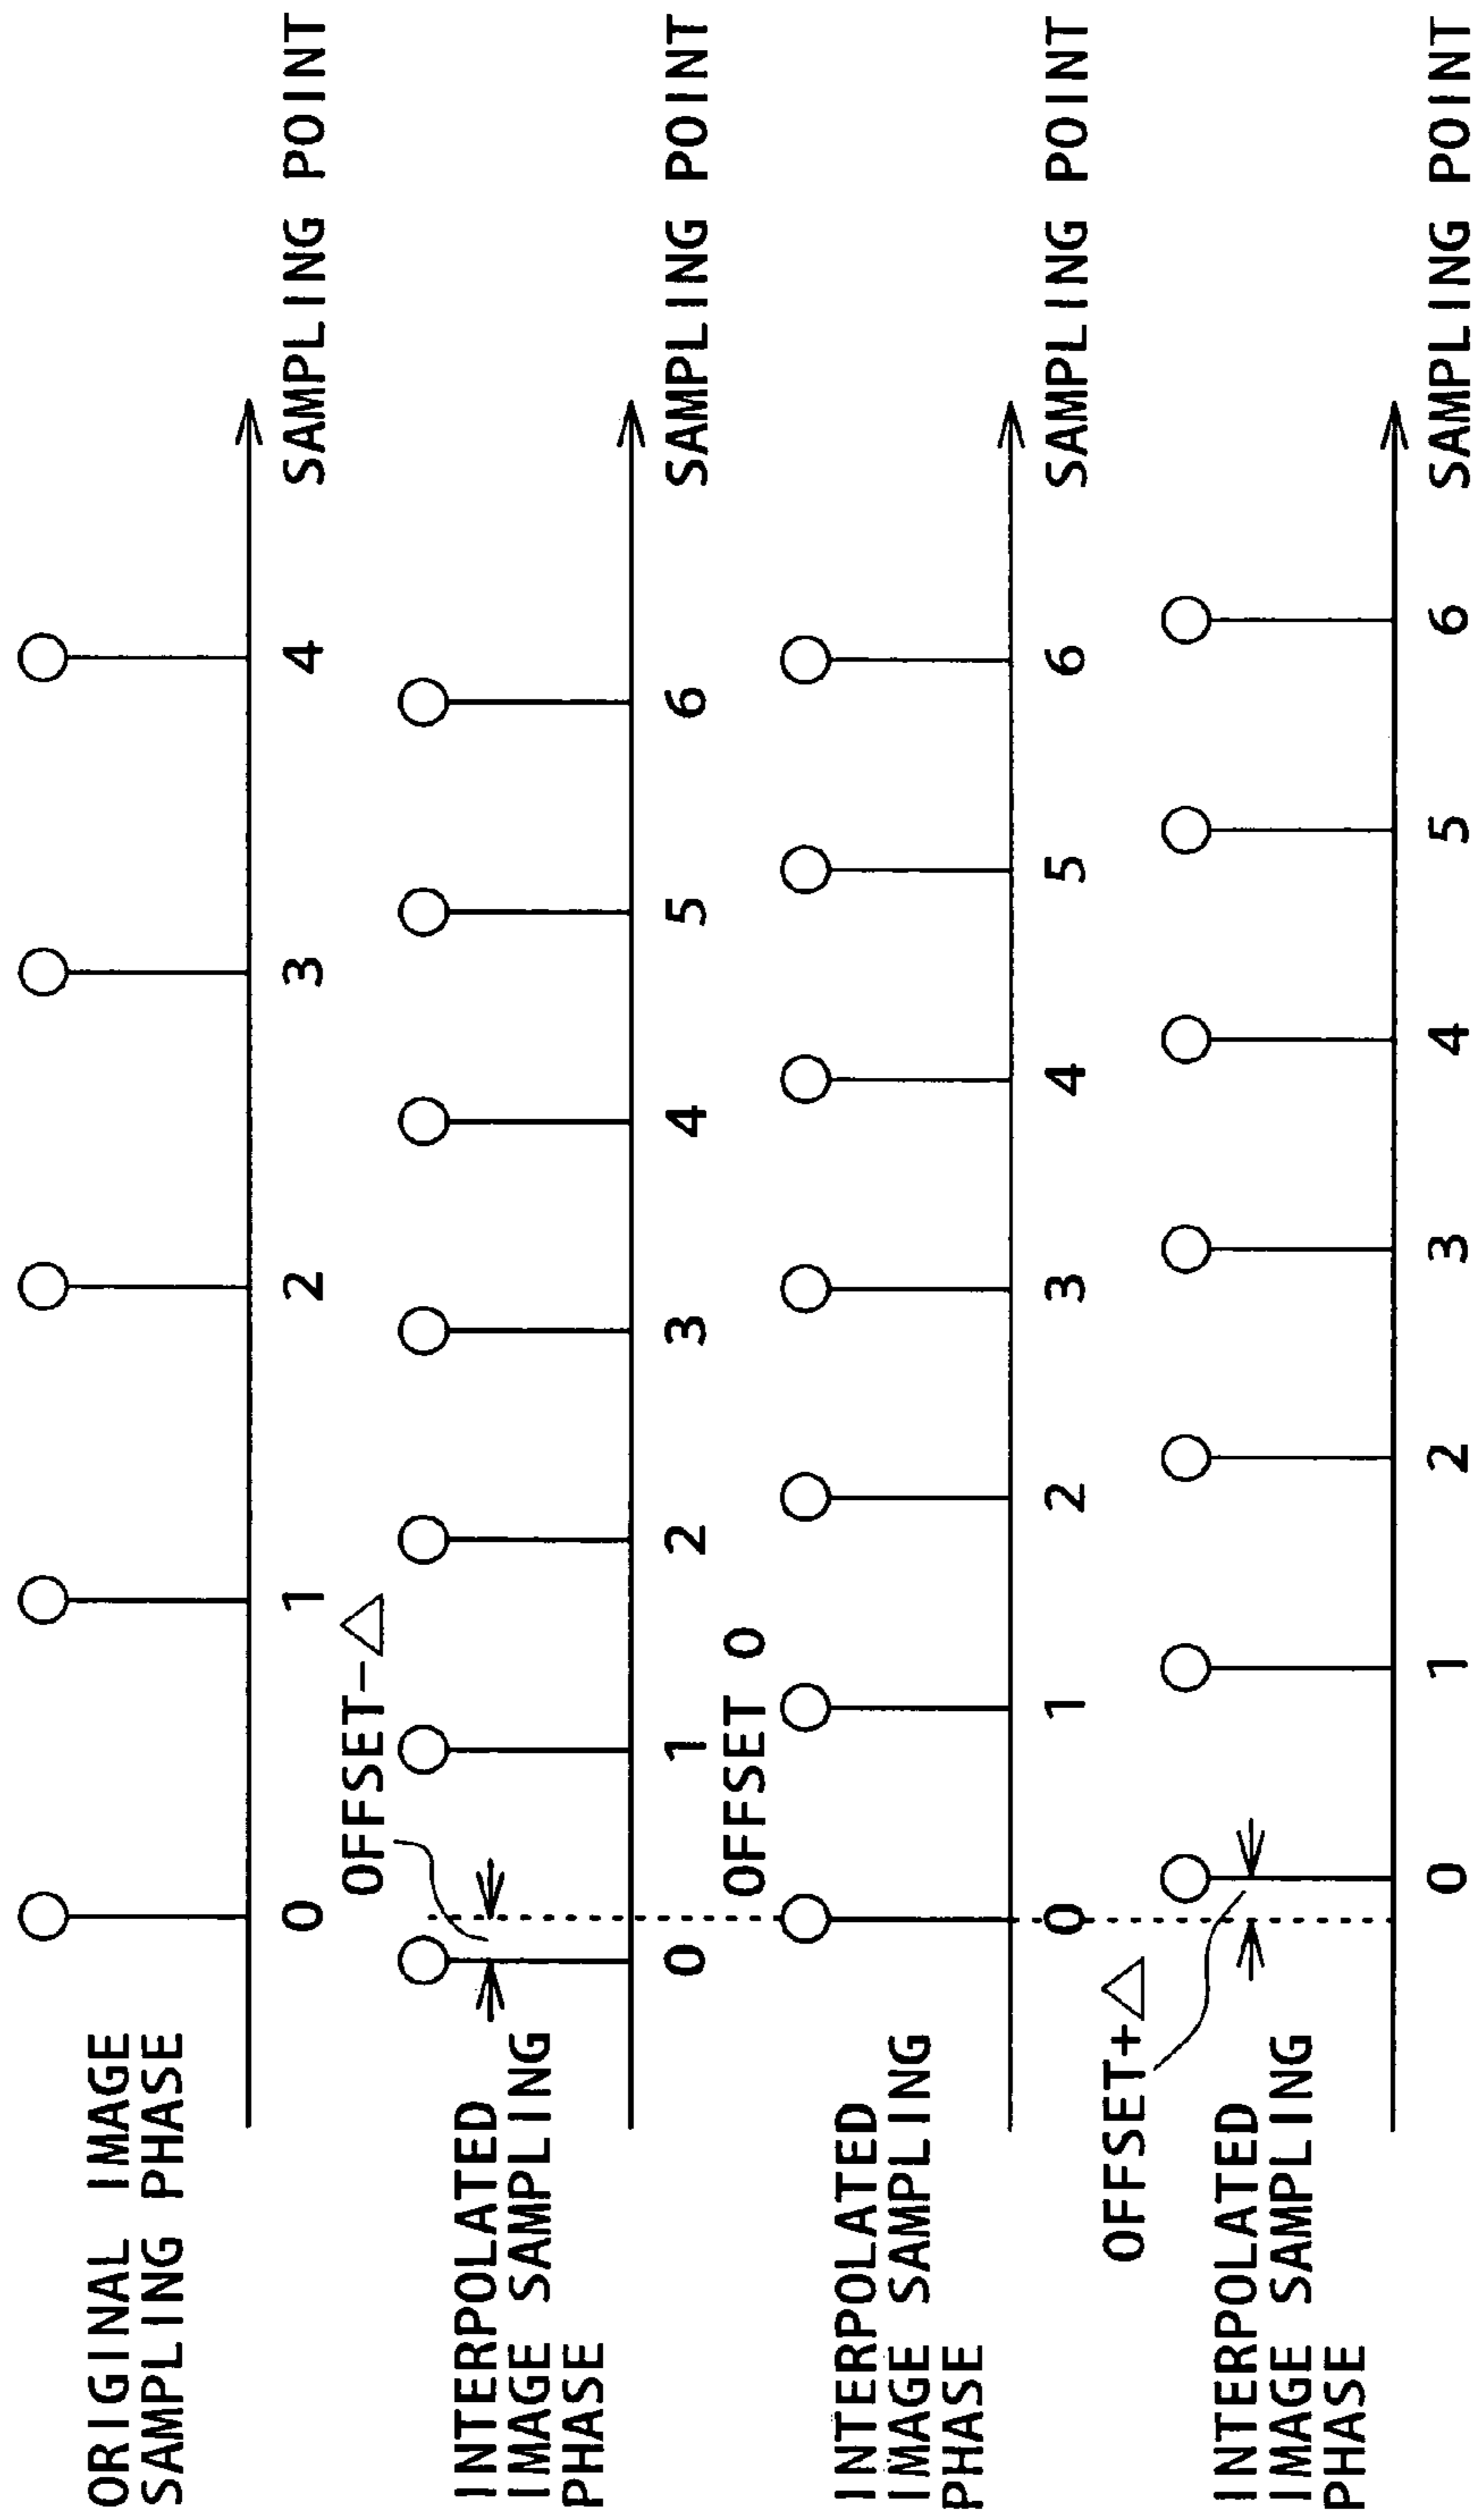 ORIGINAL IMAGE
SAMPLING PHASE
0 1 2 3 4
SAMPLING POINT
OFFSET−△
INTERPOLATED
IMAGE SAMPLING
PHASE
0 1 2 3 4 5 6
SAMPLING POINT
OFFSET 0
INTERPOLATED
IMAGE SAMPLING
PHASE
0 1 2 3 4 5 6
SAMPLING POINT
OFFSET+△
INTERPOLATED
IMAGE SAMPLING
PHASE
0 1 2 3 4 5 6
SAMPLING POINT